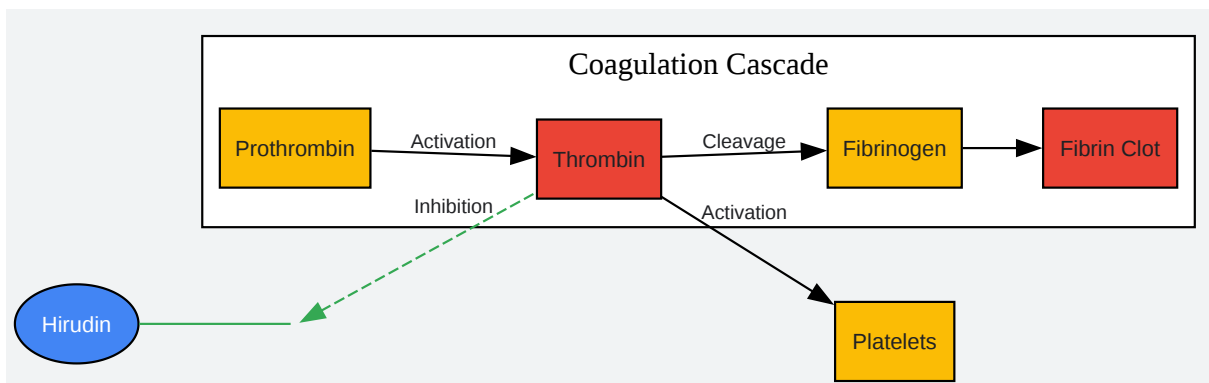 Coagulation Cascade
Prothrombin
Activation
Thrombin
Cleavage
Fibrinogen
Fibrin Clot
Inhibition
Activation
Hirudin
Platelets